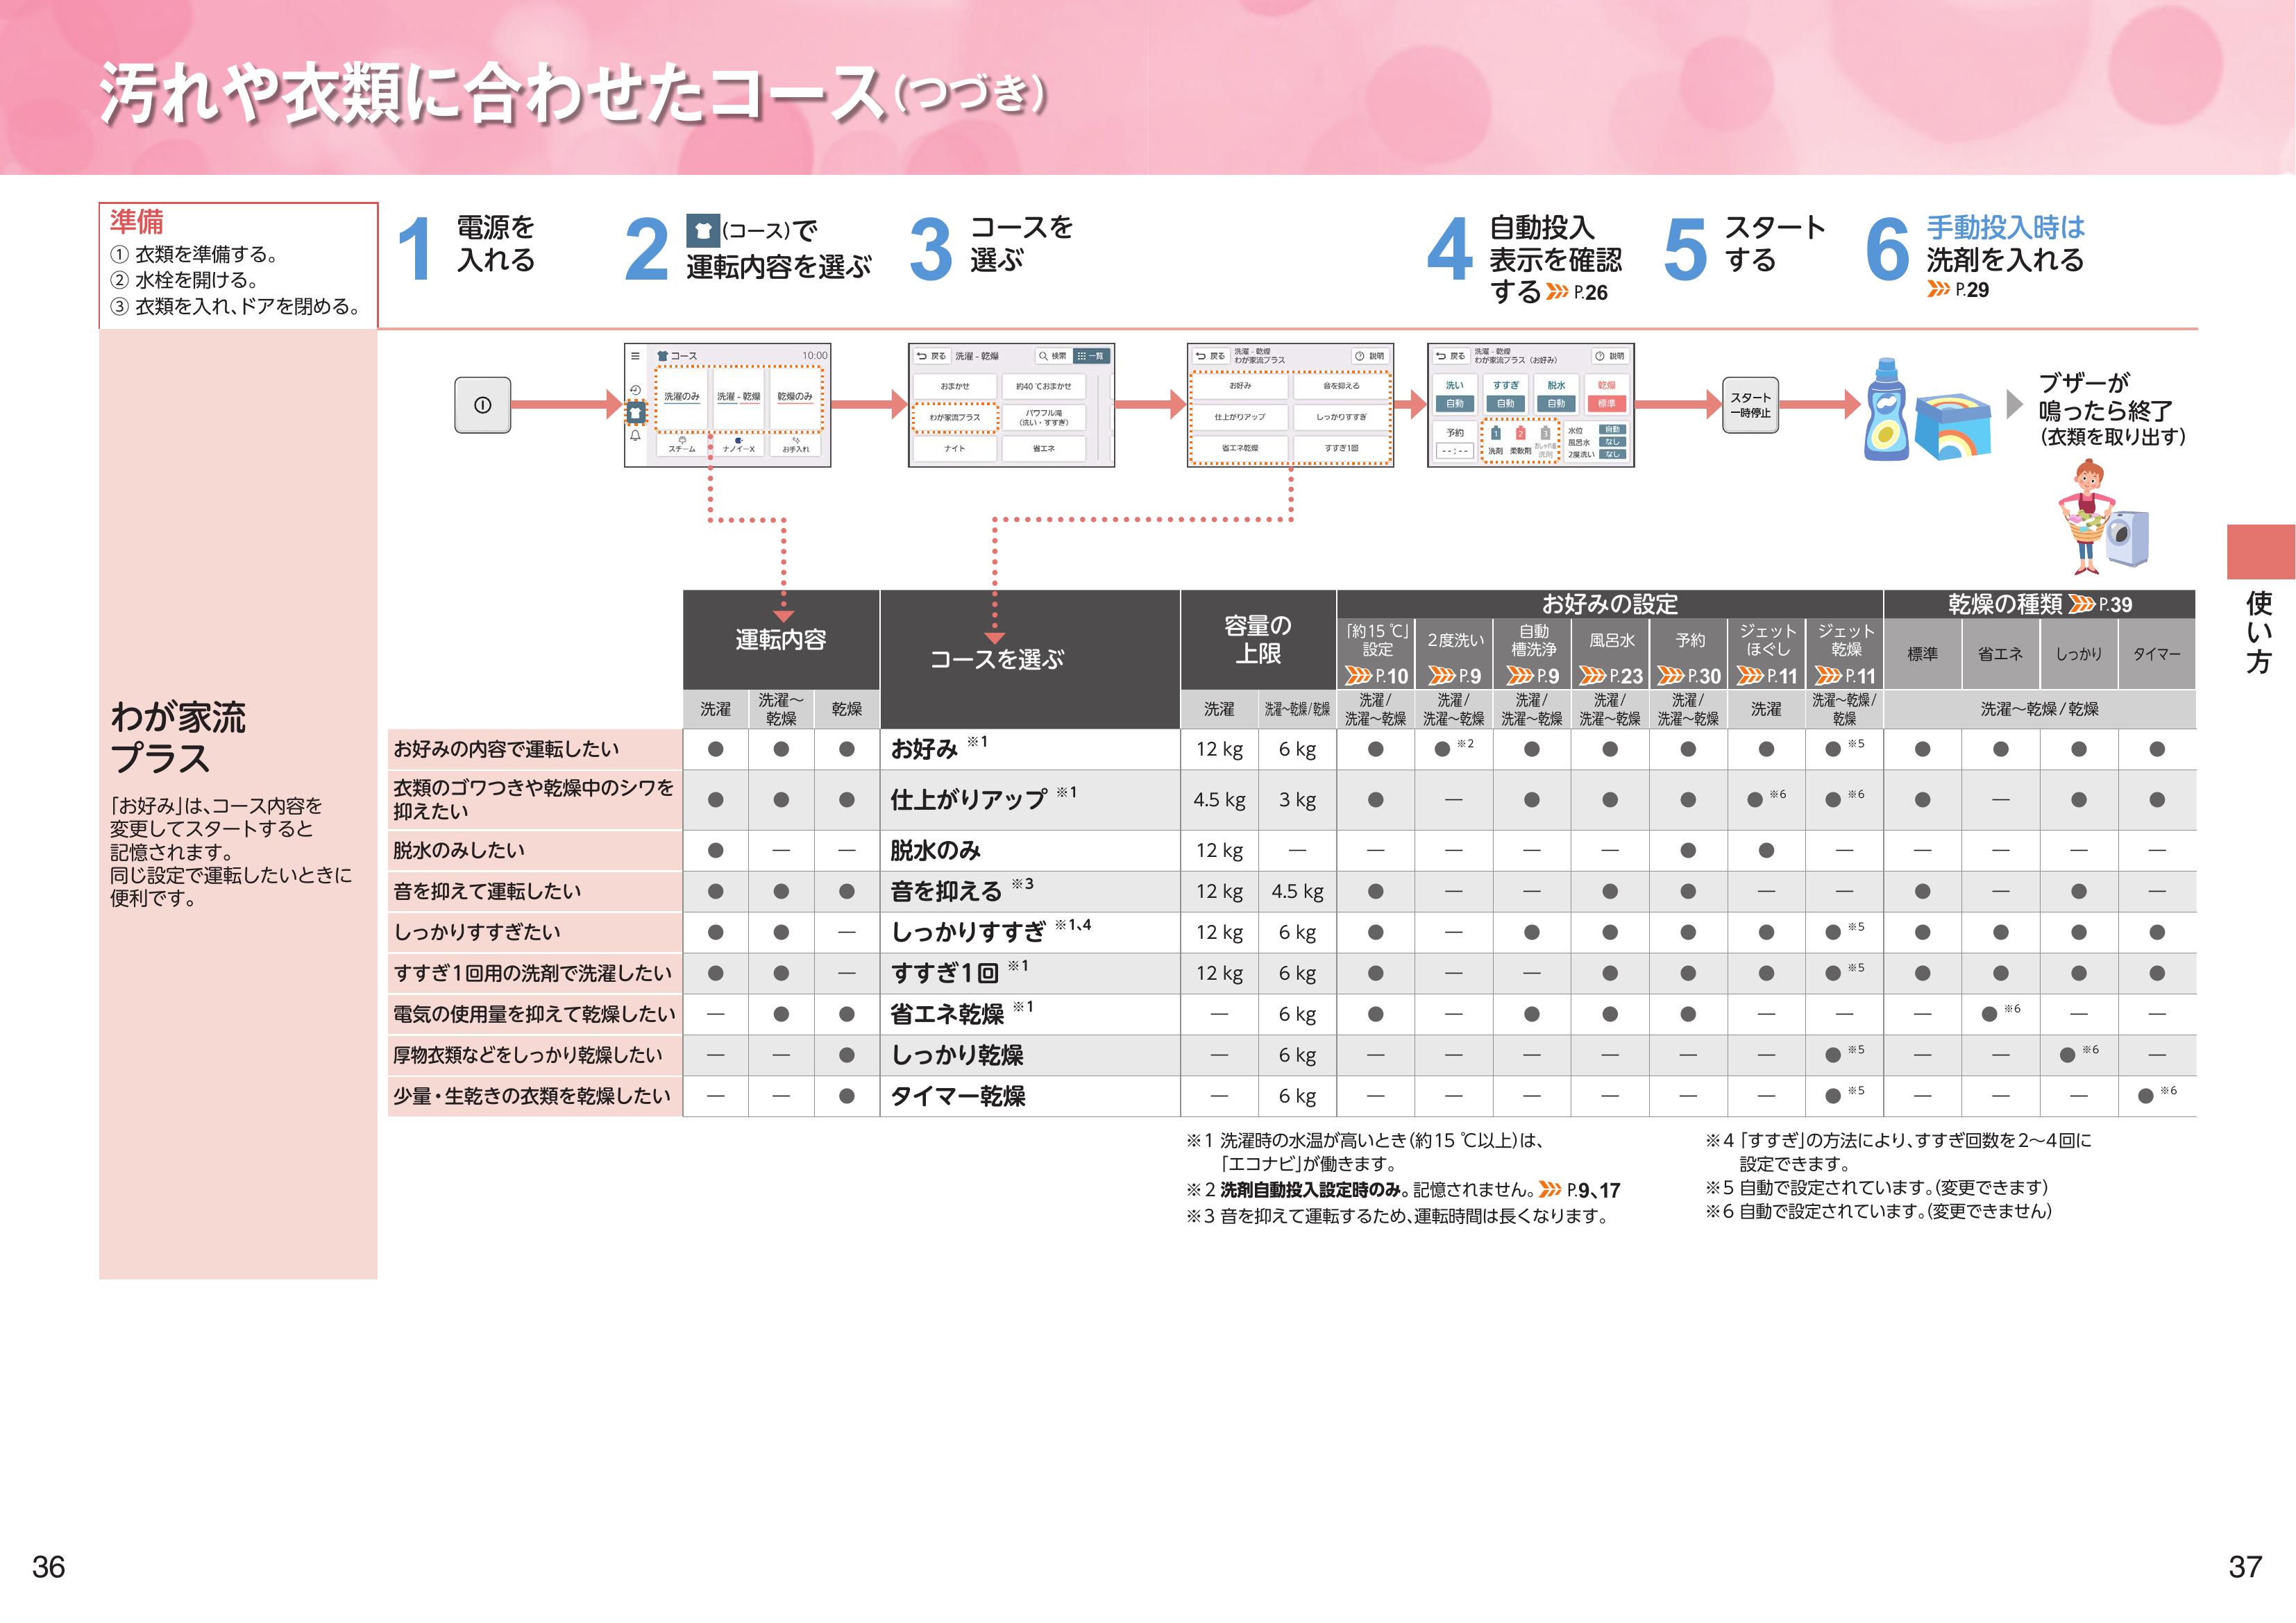 汚れや衣類に合わせたコース(つづき)
準備
① 衣類を準備する。
② 水栓を開ける。
③ 衣類を入れ、ドアを閉める。
1 電源を
入れる
2 (コース)で
運転内容を選ぶ
3 コースを
選ぶ
4 自動投入
表示を確認
する P.26
5 スタート
する
6 手動投入時は
洗剤を入れる
P.29
コース 10:00
洗濯のみ 洗濯-乾燥 乾燥のみ
スチーム ナノイーX お手入れ
戻る 洗濯-乾燥 検索 一覧
おまかせ 約40 ℃おまかせ
わが家流プラス パワフル滝
(洗い・すすぎ)
ナイト 省エネ
戻る 洗濯-乾燥
わが家流プラス 説明
お好み 音を抑える
仕上がりアップ しっかりすすぎ
省エネ乾燥 すすぎ1回
戻る 洗濯-乾燥
わが家流プラス(お好み) 説明
洗い すすぎ 脱水 乾燥
自動 自動 自動 標準
予約 1 2 3 水位 自動
風呂水 なし
--:-- 洗剤 柔軟剤 おしゃれ着
洗剤 2度洗い なし
スタート
一時停止
ブザーが
鳴ったら終了
(衣類を取り出す)
使い方
わが家流
プラス
「お好み」は、コース内容を
変更してスタートすると
記憶されます。
同じ設定で運転したいときに
便利です。
運転内容 コースを選ぶ 容量の
上限 お好みの設定 乾燥の種類 P.39
「約15 ℃」
設定
P.10 2度洗い
P.9 自動
槽洗浄
P.9 風呂水
P.23 予約
P.30 ジェット
ほぐし
P.11 ジェット
乾燥
P.11 標準 省エネ しっかり タイマー
洗濯 洗濯～
乾燥 乾燥 洗濯 洗濯～乾燥/乾燥 洗濯/
洗濯～乾燥 洗濯/
洗濯～乾燥 洗濯/
洗濯～乾燥 洗濯/
洗濯～乾燥 洗濯/
洗濯～乾燥 洗濯 洗濯～乾燥/
乾燥 洗濯～乾燥/乾燥
お好みの内容で運転したい ● ● ● お好み ※1 12 kg 6 kg ● ● ※2 ● ● ● ● ● ※5 ● ● ● ●
衣類のゴワつきや乾燥中のシワを
抑えたい ● ● ● 仕上がりアップ ※1 4.5 kg 3 kg ● — ● ● ● ● ※6 ● ※6 ● — ● ●
脱水のみしたい ● — — 脱水のみ 12 kg — — — — — ● ● — — — — —
音を抑えて運転したい ● ● ● 音を抑える ※3 12 kg 4.5 kg ● — — ● ● — — ● — ● —
しっかりすすぎたい ● ● — しっかりすすぎ ※1、4 12 kg 6 kg ● — ● ● ● ● ● ※5 ● ● ● ●
すすぎ1回用の洗剤で洗濯したい ● ● — すすぎ1回 ※1 12 kg 6 kg ● — — ● ● ● ● ※5 ● ● ● ●
電気の使用量を抑えて乾燥したい — ● ● 省エネ乾燥 ※1 — 6 kg ● — ● ● ● — — — ● ※6 — —
厚物衣類などをしっかり乾燥したい — — ● しっかり乾燥 — 6 kg — — — — — — ● ※5 — — ● ※6 —
少量・生乾きの衣類を乾燥したい — — ● タイマー乾燥 — 6 kg — — — — — — ● ※5 — — — ● ※6
※1 洗濯時の水温が高いとき(約15 ℃以上)は、
「エコナビ」が働きます。
※2 洗剤自動投入設定時のみ。記憶されません。 P.9、17
※3 音を抑えて運転するため、運転時間は長くなります。
※4 「すすぎ」の方法により、すすぎ回数を2～4回に
設定できます。
※5 自動で設定されています。(変更できます)
※6 自動で設定されています。(変更できません)
36
37